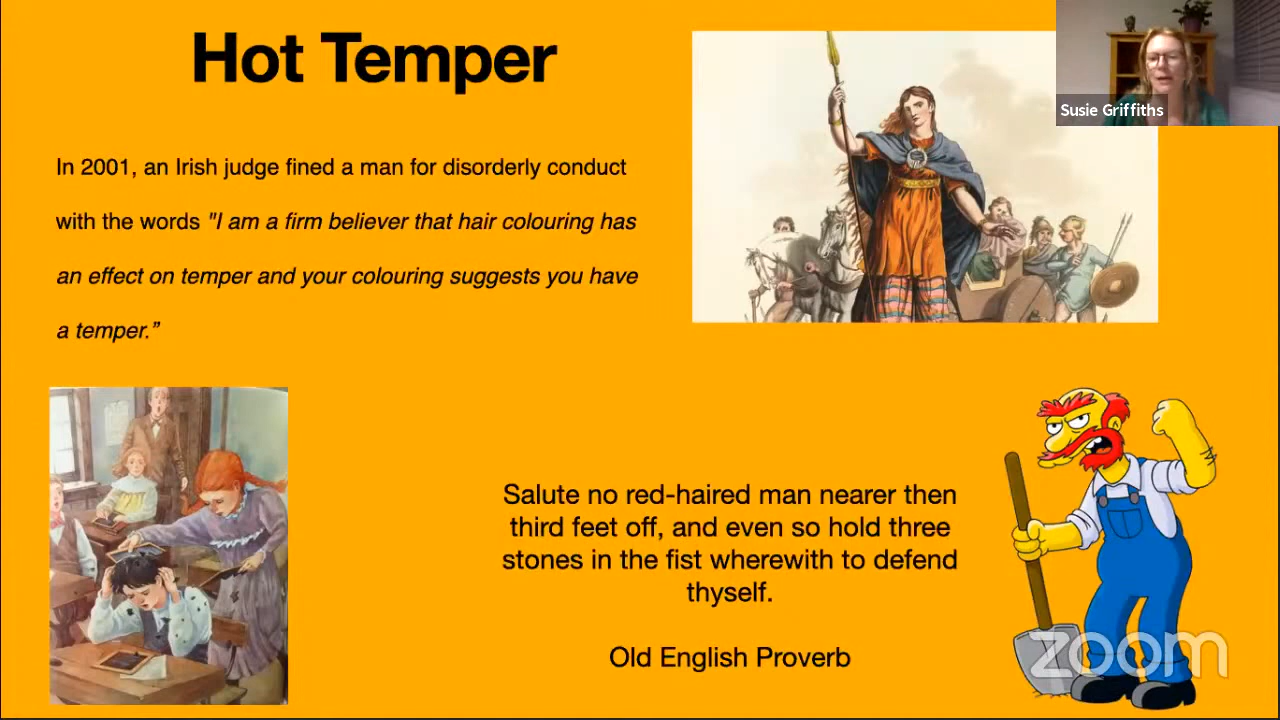 Hot Temper
Susie Griffiths
In 2001, an Irish judge fined a man for disorderly conduct
with the words "I am a firm believer that hair colouring has
an effect on temper and your colouring suggests you have
a temper.”
Salute no red-haired man nearer then
third feet off, and even so hold three
stones in the fist wherewith to defend
thyself.
Old English Proverb
zoom